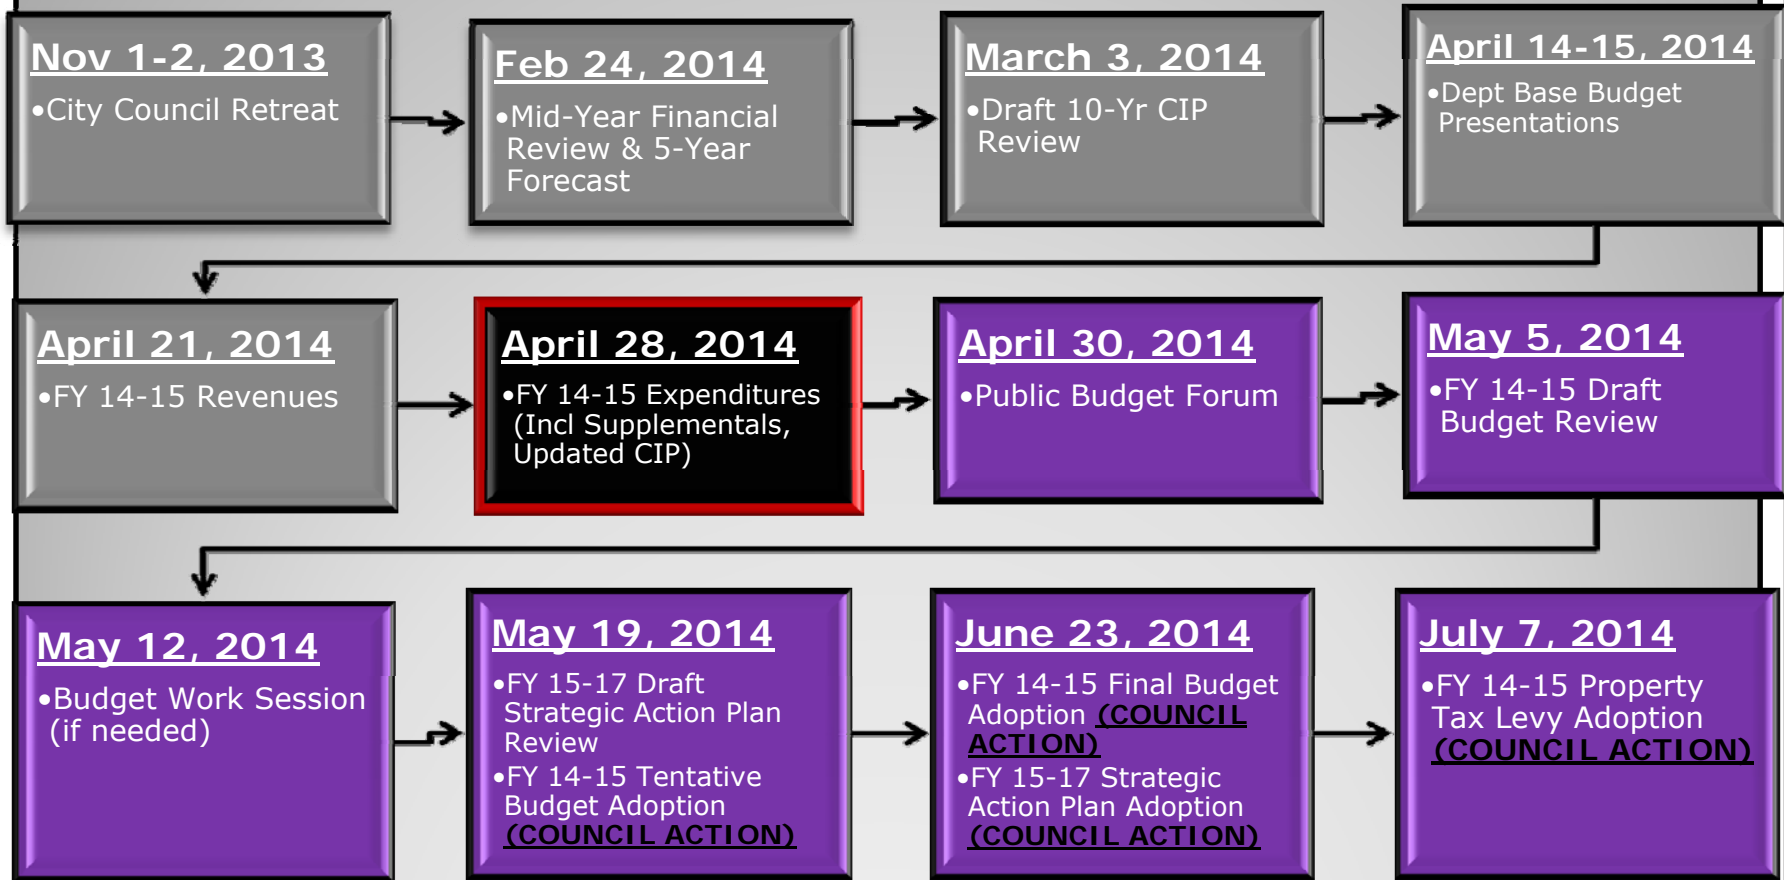 Nov 1-2, 2013
•City Council Retreat
Feb 24, 2014
•Mid-Year Financial
Review & 5-Year
Forecast
March 3, 2014
•Draft 10-Yr CIP
Review
April 14-15, 2014
•Dept Base Budget
Presentations
April 21, 2014
•FY 14-15 Revenues
April 28, 2014
•FY 14-15 Expenditures
(Incl Supplementals,
Updated CIP)
April 30, 2014
•Public Budget Forum
May 5, 2014
•FY 14-15 Draft
Budget Review
May 12, 2014
•Budget Work Session
(if needed)
May 19, 2014
•FY 15-17 Draft
Strategic Action Plan
Review
•FY 14-15 Tentative
Budget Adoption
(COUNCIL ACTION)
June 23, 2014
•FY 14-15 Final Budget
Adoption (COUNCIL
ACTION)
•FY 15-17 Strategic
Action Plan Adoption
(COUNCIL ACTION)
July 7, 2014
•FY 14-15 Property
Tax Levy Adoption
(COUNCIL ACTION)